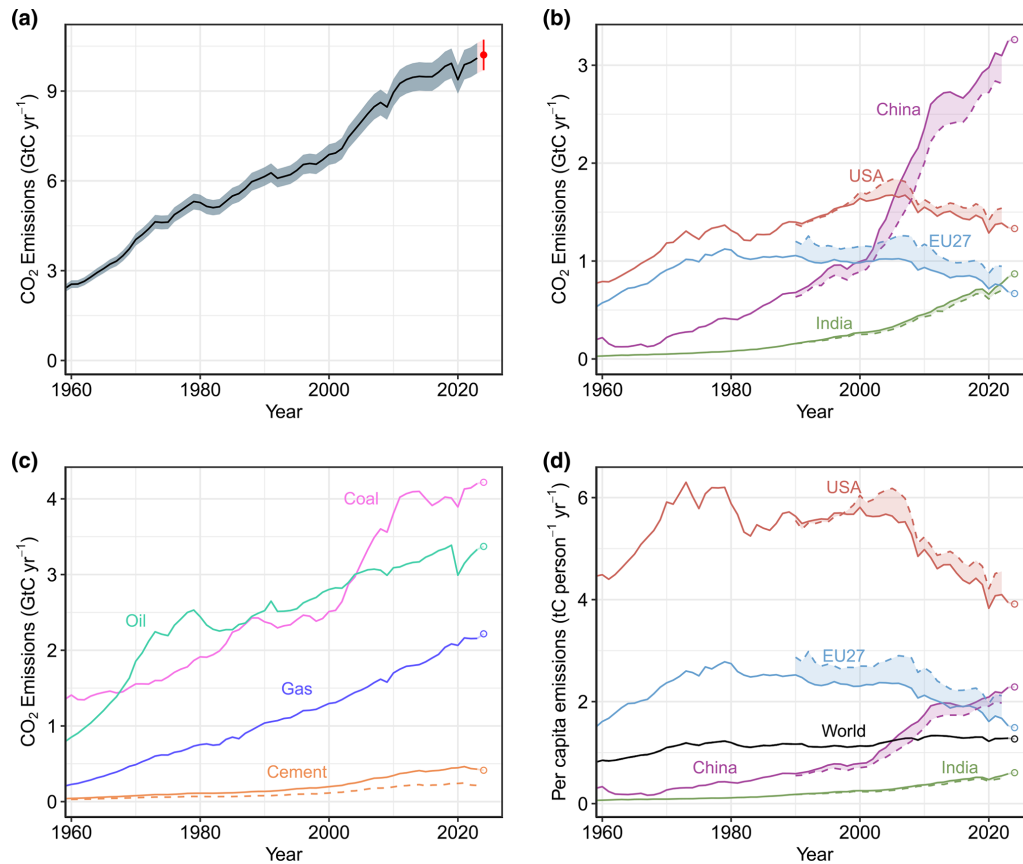 (a)
CO₂ Emissions (GtC yr⁻¹)
9
6
3
0
1960 1980 2000 2020
Year
(b)
CO₂ Emissions (GtC yr⁻¹)
3
2
1
0
China
USA
EU27
India
1960 1980 2000 2020
Year
(c)
CO₂ Emissions (GtC yr⁻¹)
4
3
2
1
0
Coal
Oil
Gas
Cement
1960 1980 2000 2020
Year
(d)
Per capita emissions (tC person⁻¹ yr⁻¹)
6
4
2
0
USA
EU27
World
China
India
1960 1980 2000 2020
Year